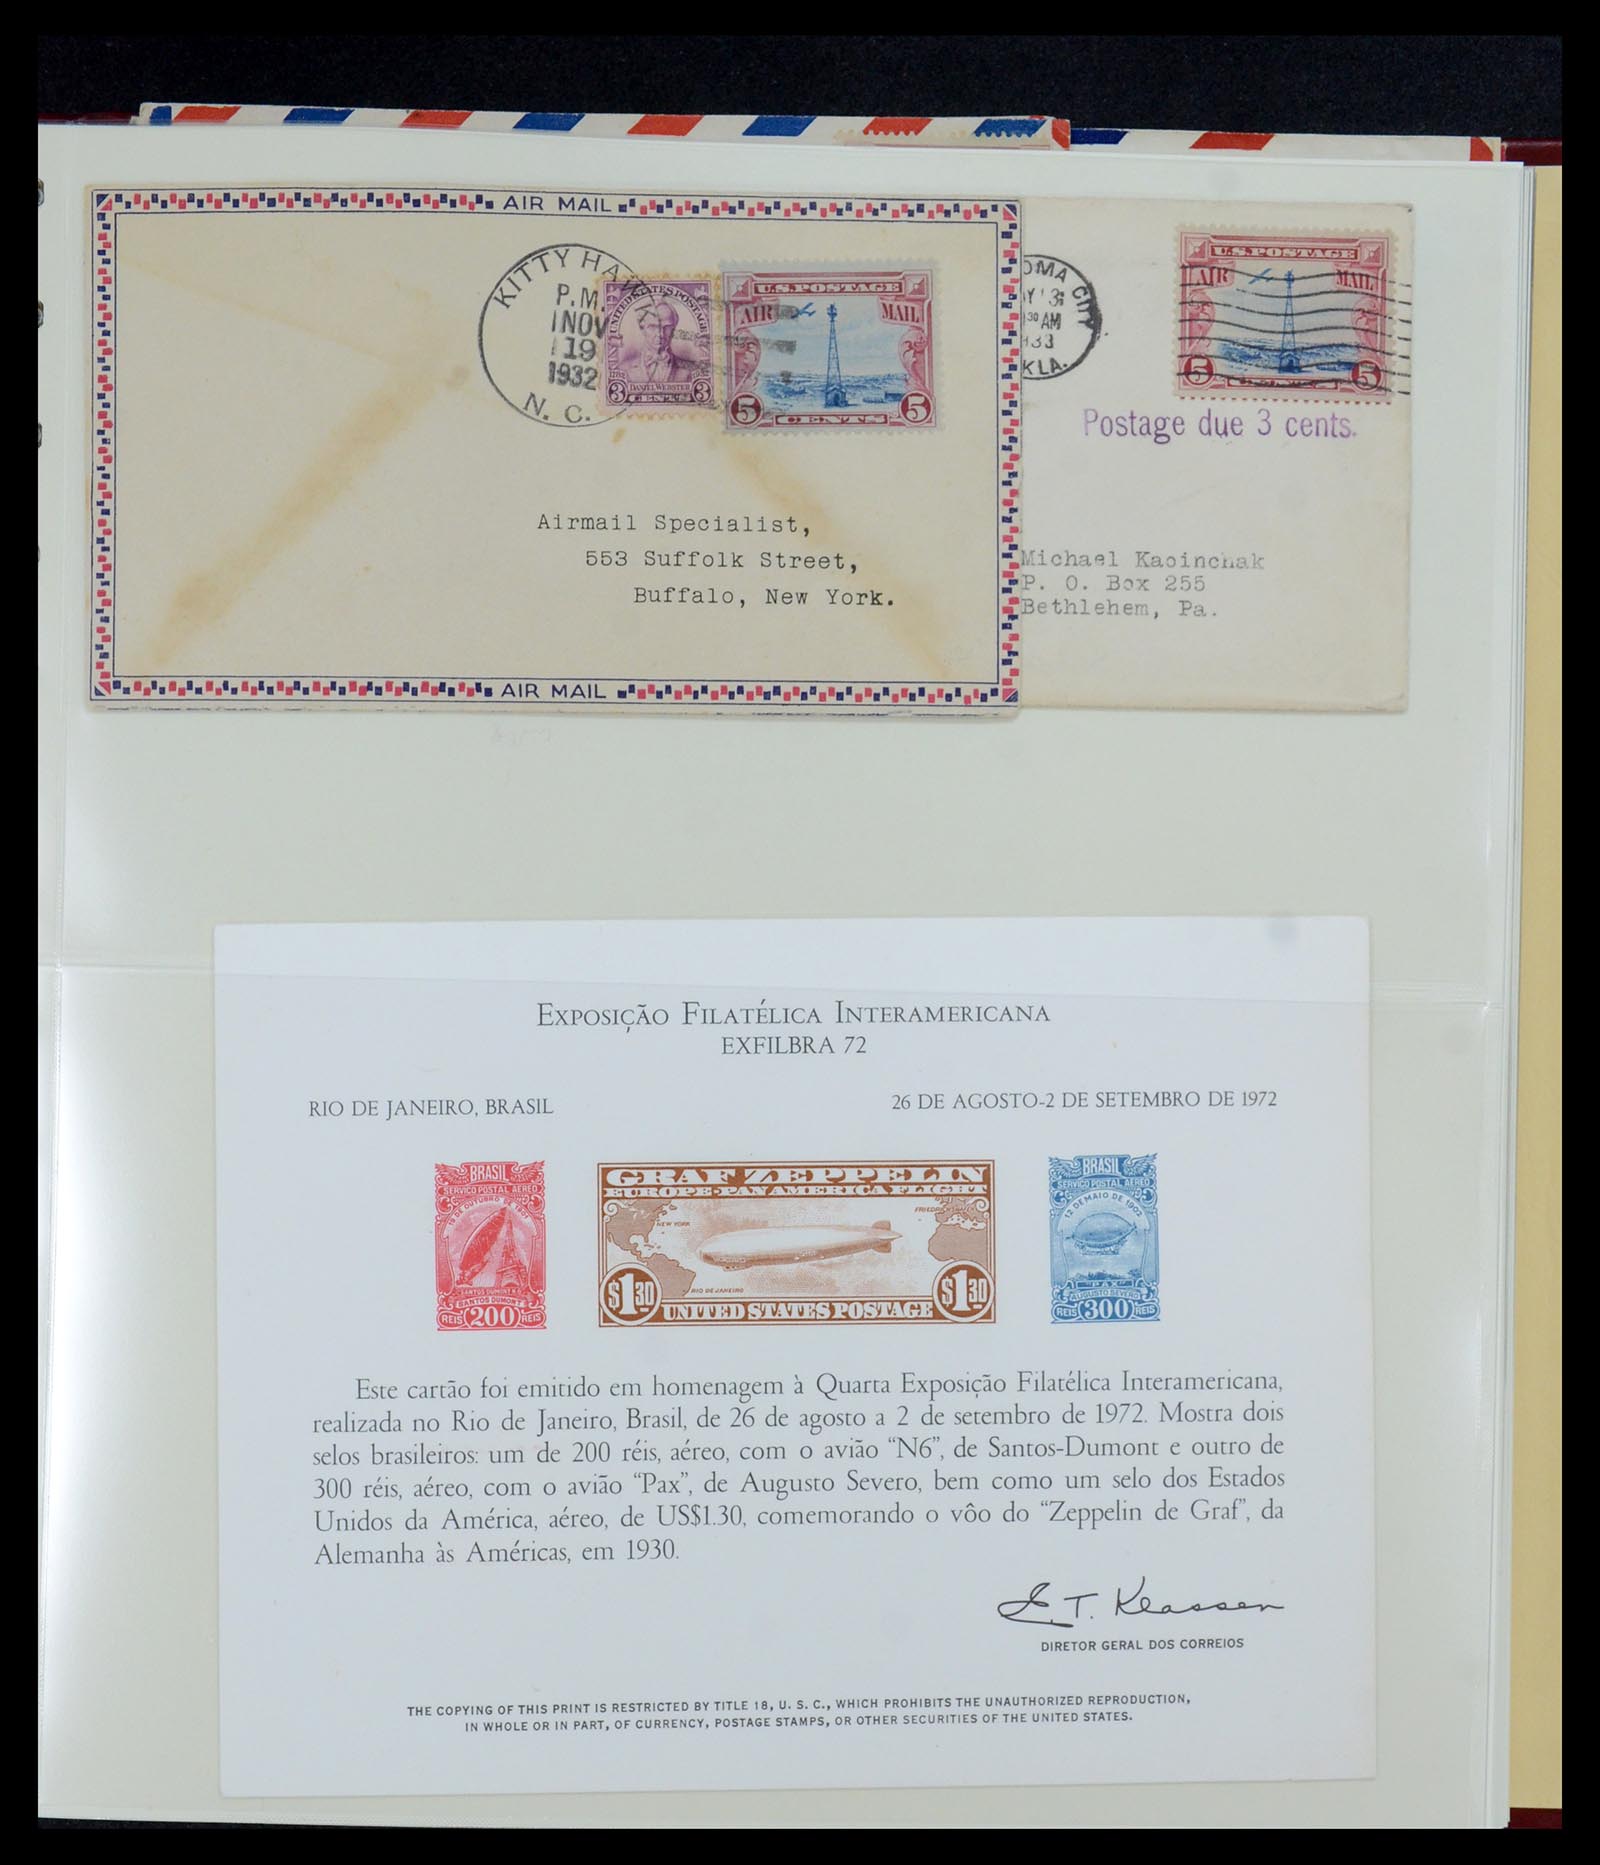 AIR MAIL
KITTY HAWK
P.M.
NOV
19
1932
N. C.
UNITED STATES POSTAGE
3 DANIEL WEBSTER 3
CENTS
U.S. POSTAGE
AIR MAIL
5 CENTS 5
Airmail Specialist,
553 Suffolk Street,
Buffalo, New York.
AIR MAIL
OMA CITY
30 AM
KLA.
U.S. POSTAGE
AIR MAIL
5 5
Postage due 3 cents.
Michael Kaoinchak
P. O. Box 255
Bethlehem, Pa.
EXPOSIÇÃO FILATÉLICA INTERAMERICANA
EXFILBRA 72
RIO DE JANEIRO, BRASIL
26 DE AGOSTO-2 DE SETEMBRO DE 1972
BRASIL
SERVICO POSTAL AEREO
19 DE OUTUBRO DE 1901
SANTOS DUMONT
REIS 200 REIS
GRAF ZEPPELIN
EUROPE-PAN AMERICA FLIGHT
NEW YORK
FRIEDRICHSHAFEN
RIO DE JANEIRO
$1.30 UNITED STATES POSTAGE $1.30
BRASIL
SERVICO POSTAL AEREO
12 DE MAIO DE 1902
"PAX"
AUGUSTO SEVERO
REIS 300 REIS
Este cartão foi emitido em homenagem à Quarta Exposição Filatélica Interamericana,
realizada no Rio de Janeiro, Brasil, de 26 de agosto a 2 de setembro de 1972. Mostra dois
selos brasileiros: um de 200 réis, aéreo, com o avião “N6”, de Santos-Dumont e outro de
300 réis, aéreo, com o avião “Pax”, de Augusto Severo, bem como um selo dos Estados
Unidos da América, aéreo, de US$1.30, comemorando o vôo do “Zeppelin de Graf”, da
Alemanha às Américas, em 1930.
E. T. Klassen
DIRETOR GERAL DOS CORREIOS
THE COPYING OF THIS PRINT IS RESTRICTED BY TITLE 18, U. S. C., WHICH PROHIBITS THE UNAUTHORIZED REPRODUCTION,
IN WHOLE OR IN PART, OF CURRENCY, POSTAGE STAMPS, OR OTHER SECURITIES OF THE UNITED STATES.